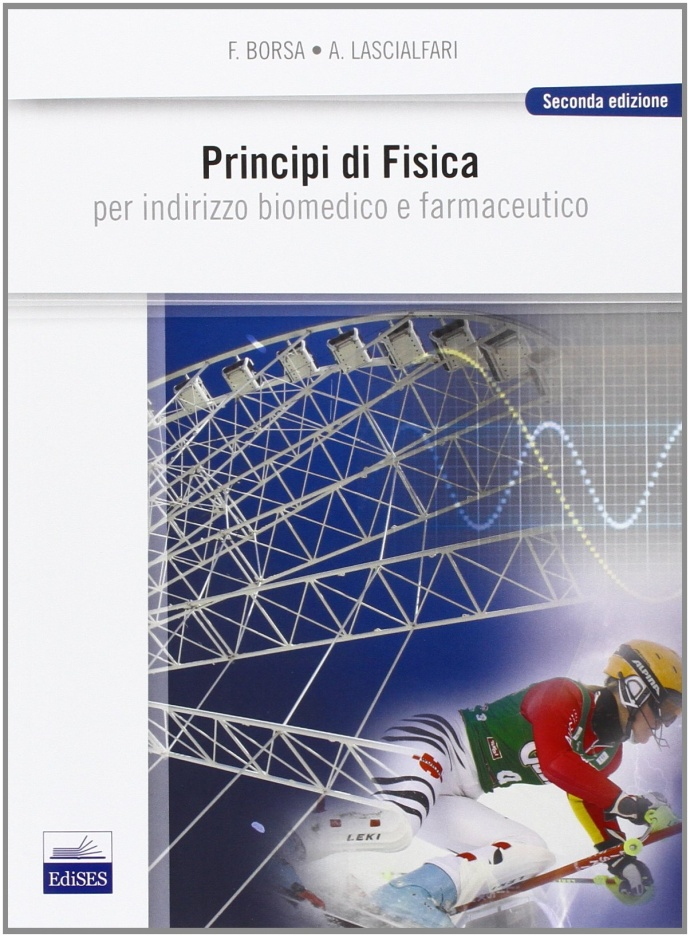 F. BORSA • A. LASCIALFARI
Seconda edizione
Principi di Fisica
per indirizzo biomedico e farmaceutico
ALPINA
LEKI
EdiSES